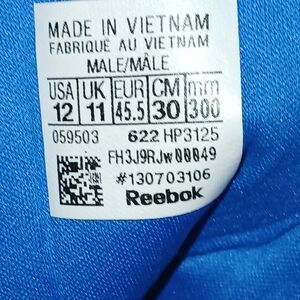 MADE IN VIETNAM
FABRIQUÉ AU VIETNAM
MALE/MÂLE
USA UK EUR CM mm
12 11 45.5 30 300
059503 622 HP3125
FH3J9RJw00049
#130703106
Reebok